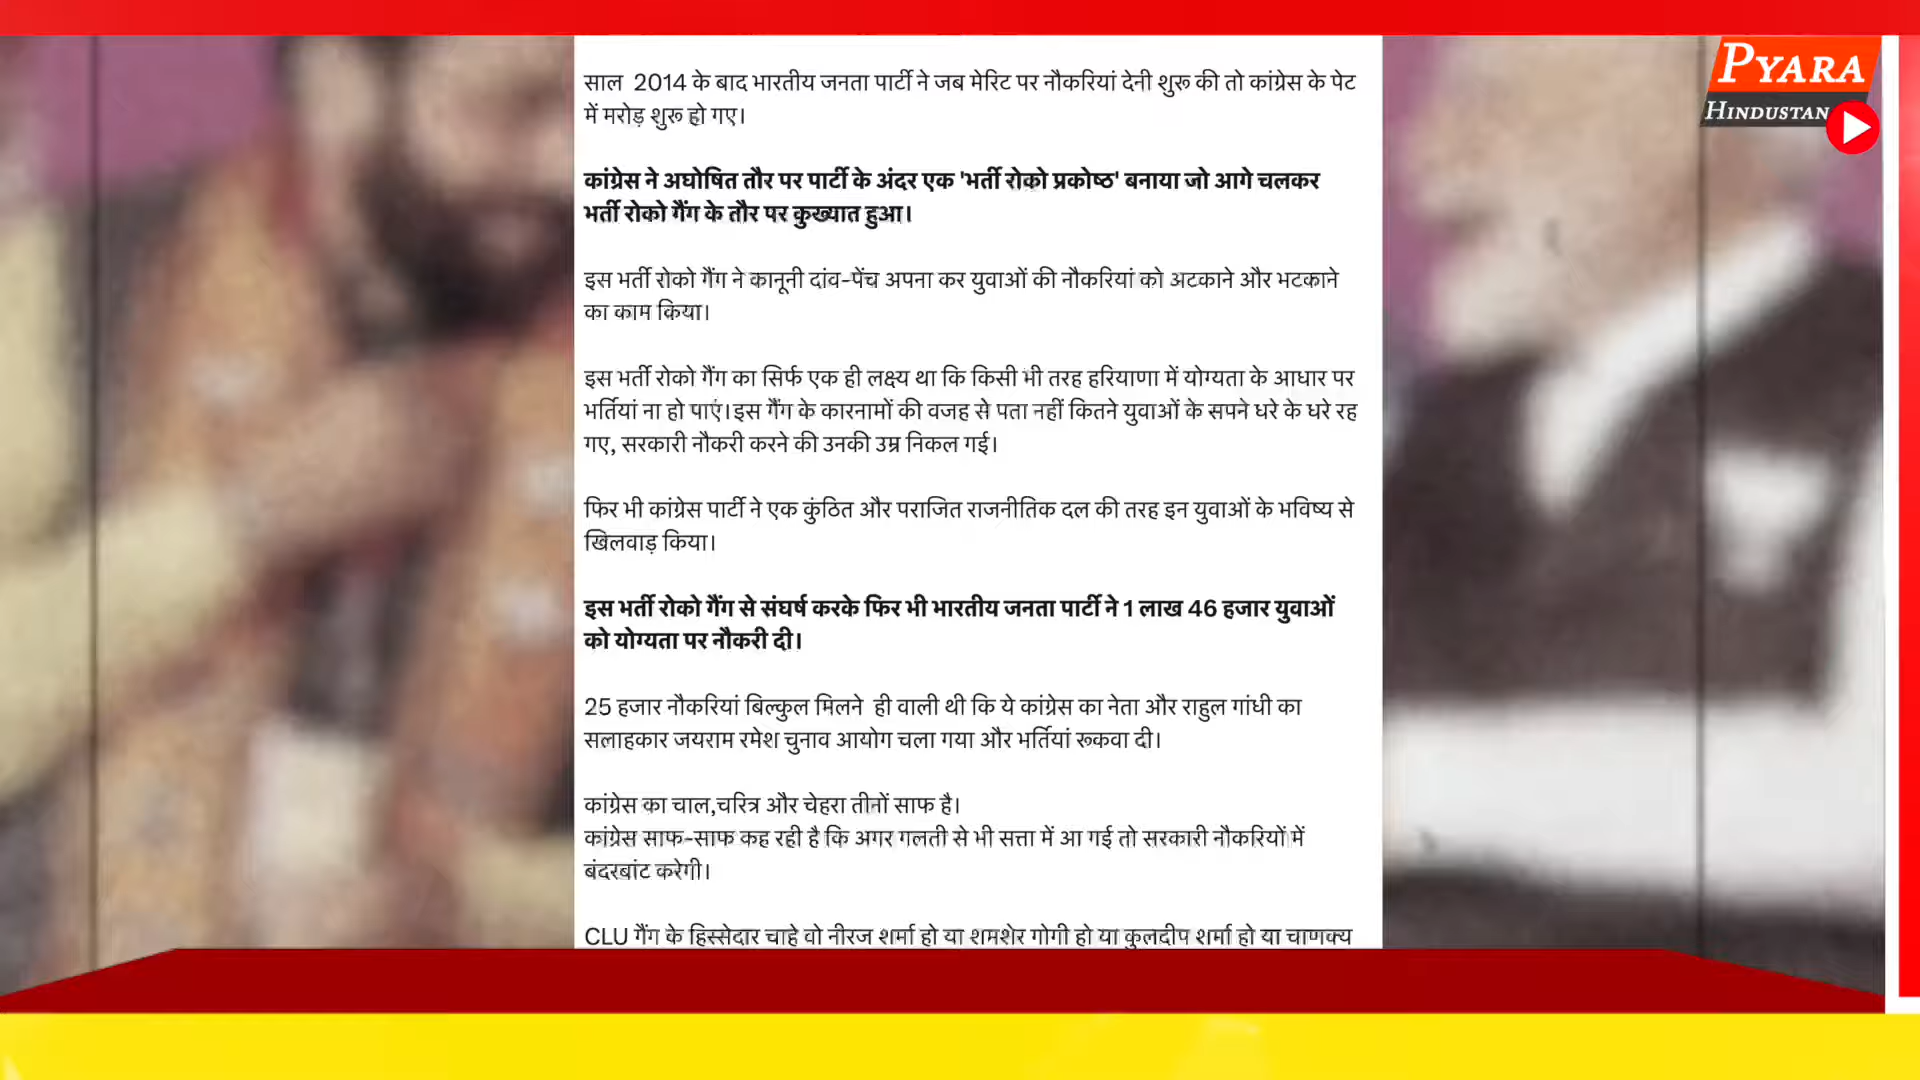 PYARA
HINDUSTAN
साल 2014 के बाद भारतीय जनता पार्टी ने जब मेरिट पर नौकरियां देनी शुरू की तो कांग्रेस के पेट
में मरोड़ शुरू हो गए।
कांग्रेस ने अघोषित तौर पर पार्टी के अंदर एक 'भर्ती रोको प्रकोष्ठ' बनाया जो आगे चलकर
भर्ती रोको गैंग के तौर पर कुख्यात हुआ।
इस भर्ती रोको गैंग ने कानूनी दांव-पेंच अपना कर युवाओं की नौकरियां को अटकाने और भटकाने
का काम किया।
इस भर्ती रोको गैंग का सिर्फ एक ही लक्ष्य था कि किसी भी तरह हरियाणा में योग्यता के आधार पर
भर्तियां ना हो पाएं।इस गैंग के कारनामों की वजह से पता नहीं कितने युवाओं के सपने धरे के धरे रह
गए, सरकारी नौकरी करने की उनकी उम्र निकल गई।
फिर भी कांग्रेस पार्टी ने एक कुंठित और पराजित राजनीतिक दल की तरह इन युवाओं के भविष्य से
खिलवाड़ किया।
इस भर्ती रोको गैंग से संघर्ष करके फिर भी भारतीय जनता पार्टी ने 1 लाख 46 हजार युवाओं
को योग्यता पर नौकरी दी।
25 हजार नौकरियां बिल्कुल मिलने ही वाली थी कि ये कांग्रेस का नेता और राहुल गांधी का
सलाहकार जयराम रमेश चुनाव आयोग चला गया और भर्तियां रूकवा दी।
कांग्रेस का चाल,चरित्र और चेहरा तीनों साफ है।
कांग्रेस साफ-साफ कह रही है कि अगर गलती से भी सत्ता में आ गई तो सरकारी नौकरियों में
बंदरबांट करेगी।
CLU गैंग के हिस्सेदार चाहे वो नीरज शर्मा हो या शमशेर गोगी हो या कुलदीप शर्मा हो या चाणक्य